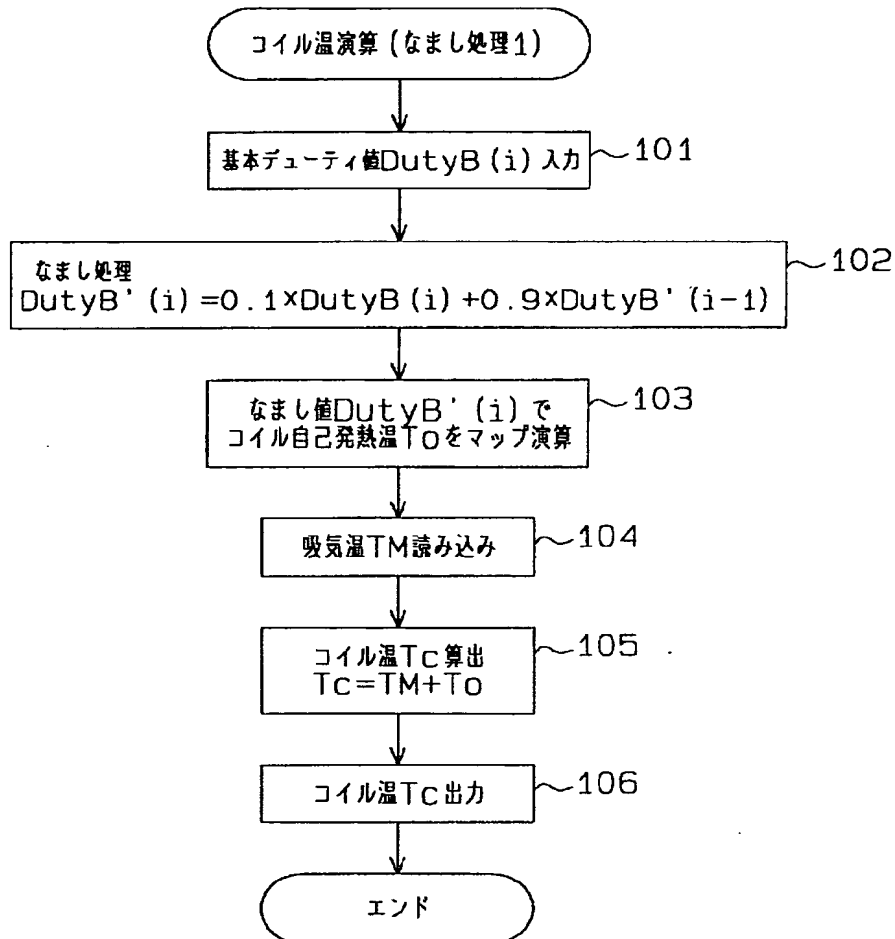 コイル温演算(なまし処理1)
基本デューティ値DutyB(i)入力
101
なまし処理
DutyB'(i)=0.1×DutyB(i)+0.9×DutyB'(i-1)
102
なまし値DutyB'(i)で
コイル自己発熱温Toをマップ演算
103
吸気温TM読み込み
104
コイル温Tc算出
Tc=TM+To
105
コイル温Tc出力
106
エンド